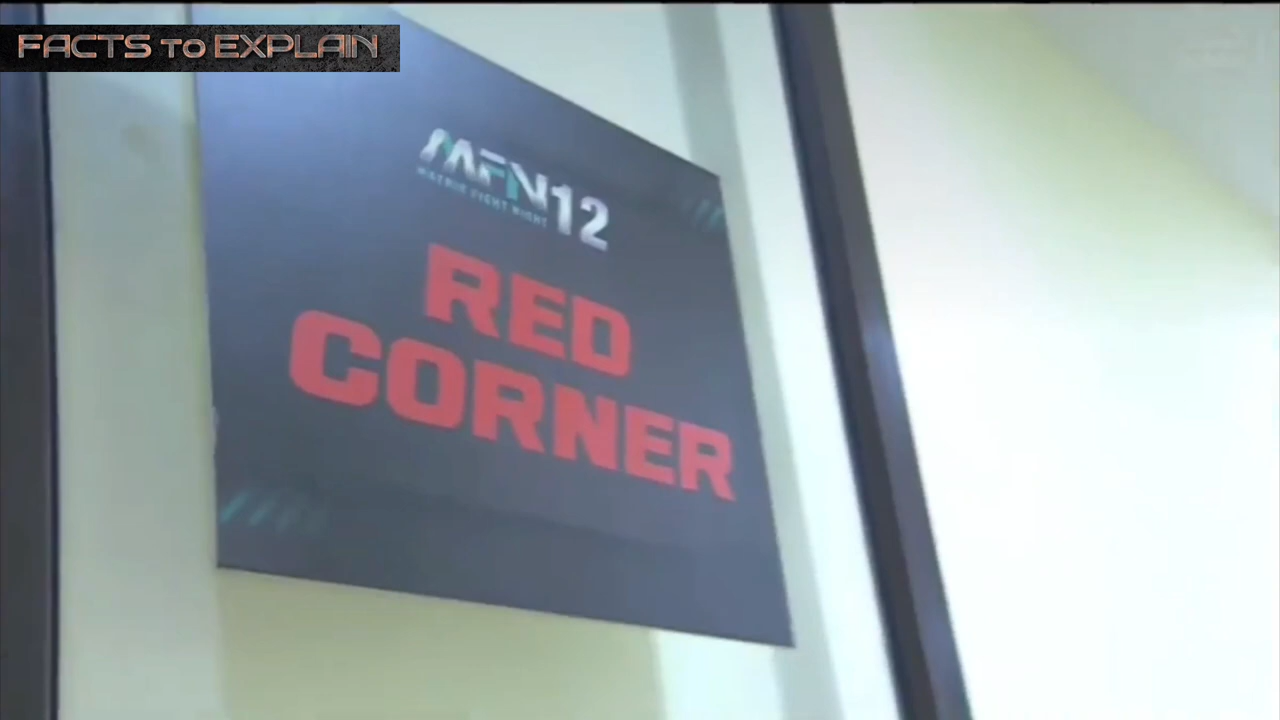 FACTS TO EXPLAIN
MFN12
MATRIX FIGHT NIGHT
RED
CORNER